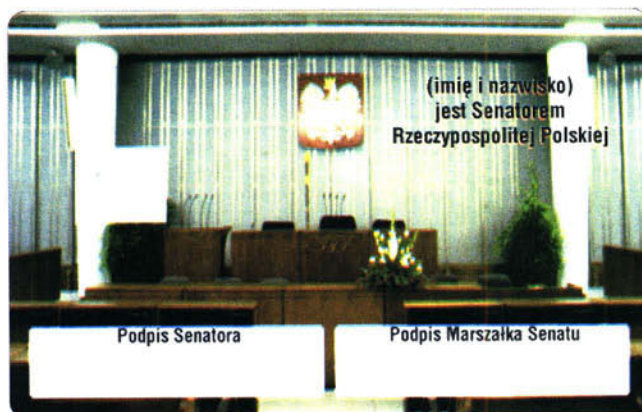 (imię i nazwisko)
jest Senatorem
Rzeczypospolitej Polskiej
Podpis Senatora
Podpis Marszałka Senatu